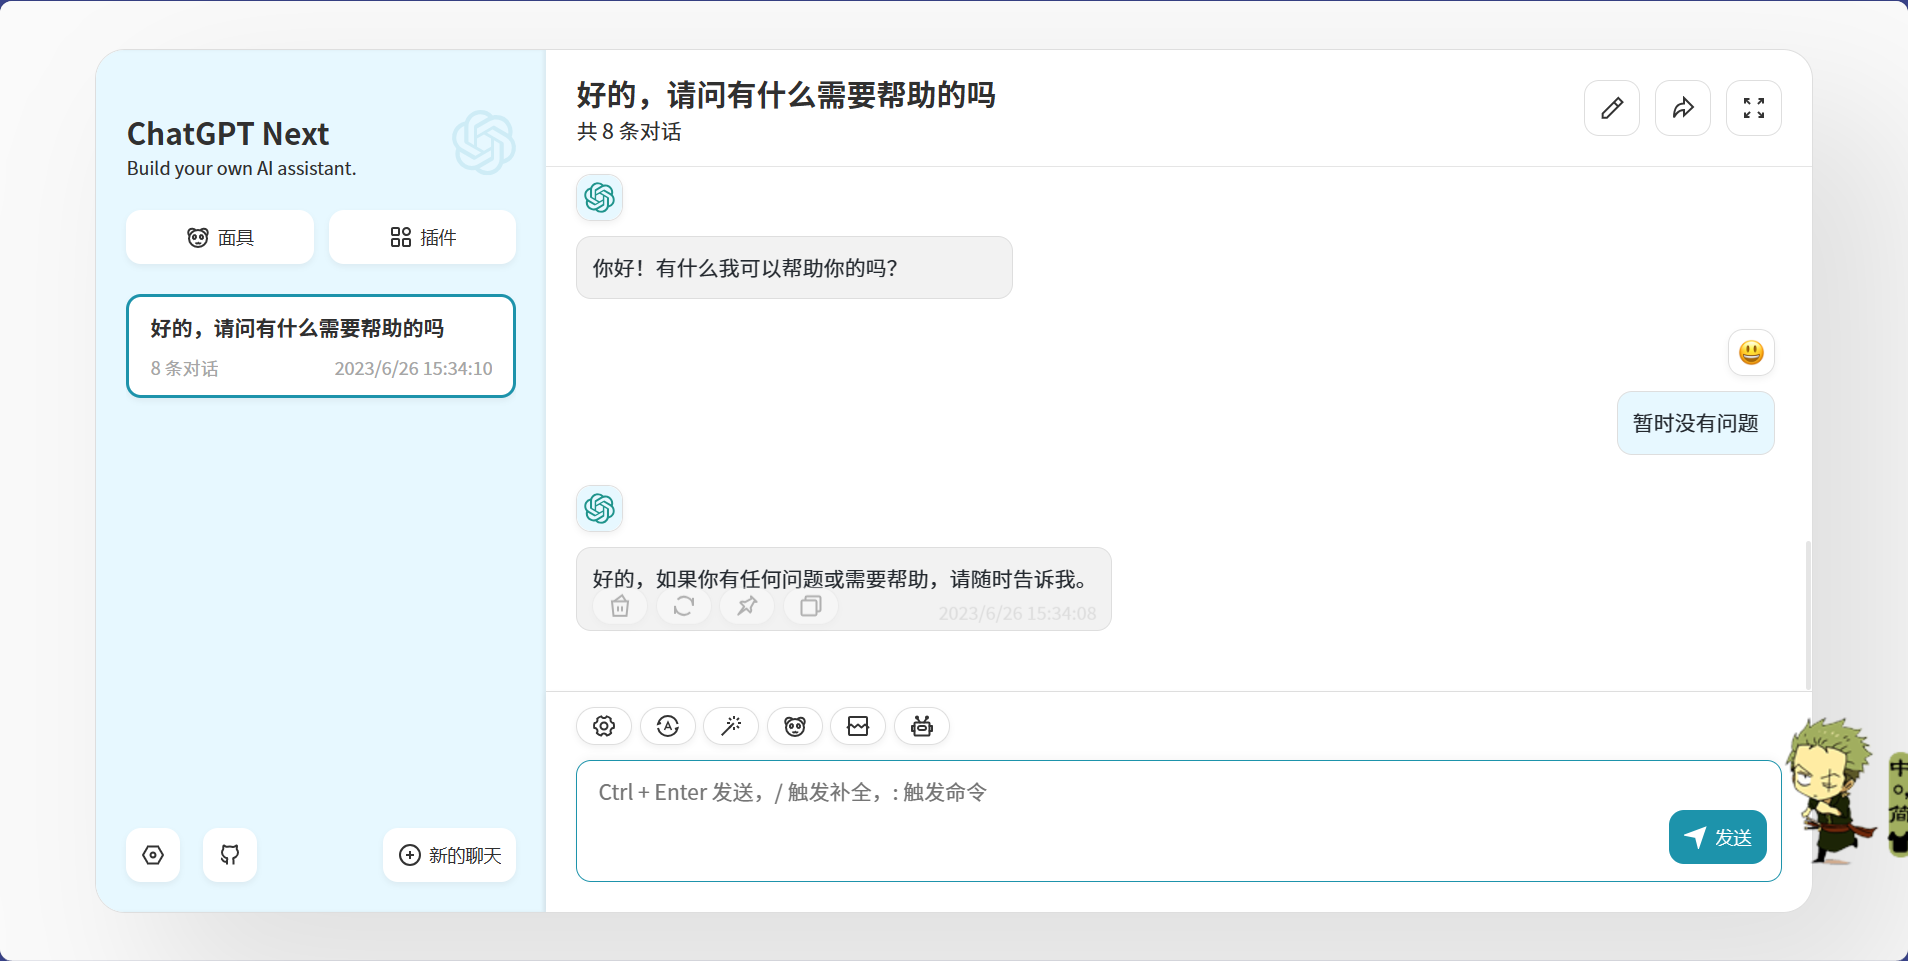 ChatGPT Next
Build your own AI assistant.
面具
插件
好的，请问有什么需要帮助的吗
8 条对话
2023/6/26 15:34:10
新的聊天
好的，请问有什么需要帮助的吗
共 8 条对话
你好！有什么我可以帮助你的吗？
暂时没有问题
好的，如果你有任何问题或需要帮助，请随时告诉我。
2023/6/26 15:34:08
Ctrl + Enter 发送，/ 触发补全，: 触发命令
发送
中
简